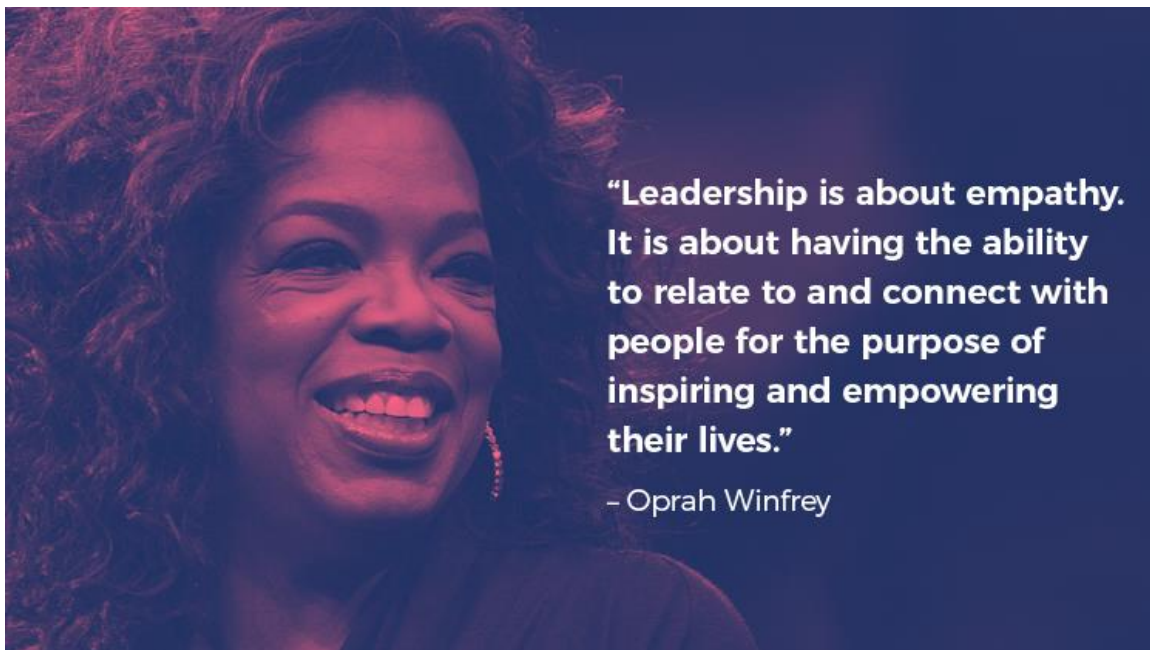 “Leadership is about empathy.
It is about having the ability
to relate to and connect with
people for the purpose of
inspiring and empowering
their lives.”
– Oprah Winfrey